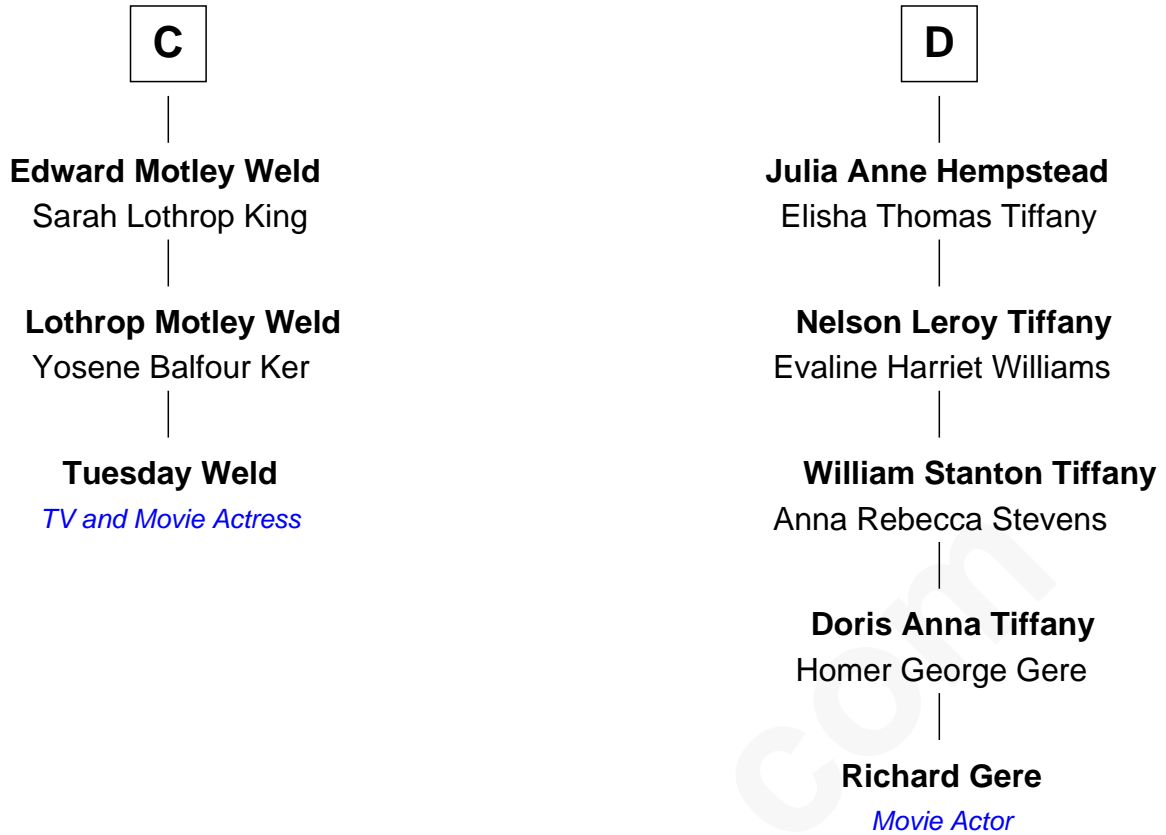 C
Edward Motley Weld
Sarah Lothrop King
Lothrop Motley Weld
Yosene Balfour Ker
Tuesday Weld
TV and Movie Actress
D
Julia Anne Hempstead
Elisha Thomas Tiffany
Nelson Leroy Tiffany
Evaline Harriet Williams
William Stanton Tiffany
Anna Rebecca Stevens
Doris Anna Tiffany
Homer George Gere
Richard Gere
Movie Actor
com